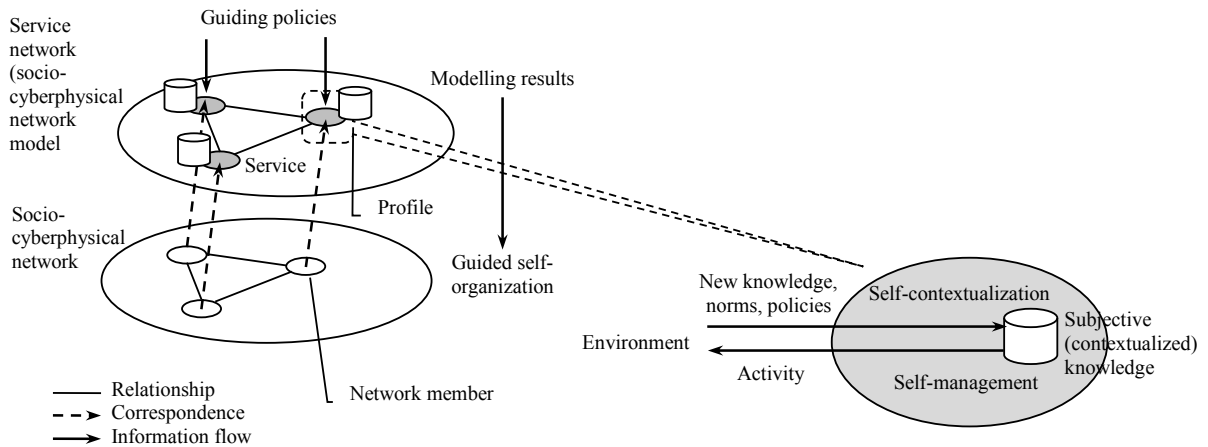 Service
network
(socio-
cyberphysical
network
model
Guiding policies
Modelling results
Service
Profile
Socio-
cyberphysical
network
Guided self-
organization
Network member
New knowledge,
norms, policies
Self-contextualization
Environment
Subjective
(contextualized)
knowledge
Activity
Self-management
Relationship
Correspondence
Information flow